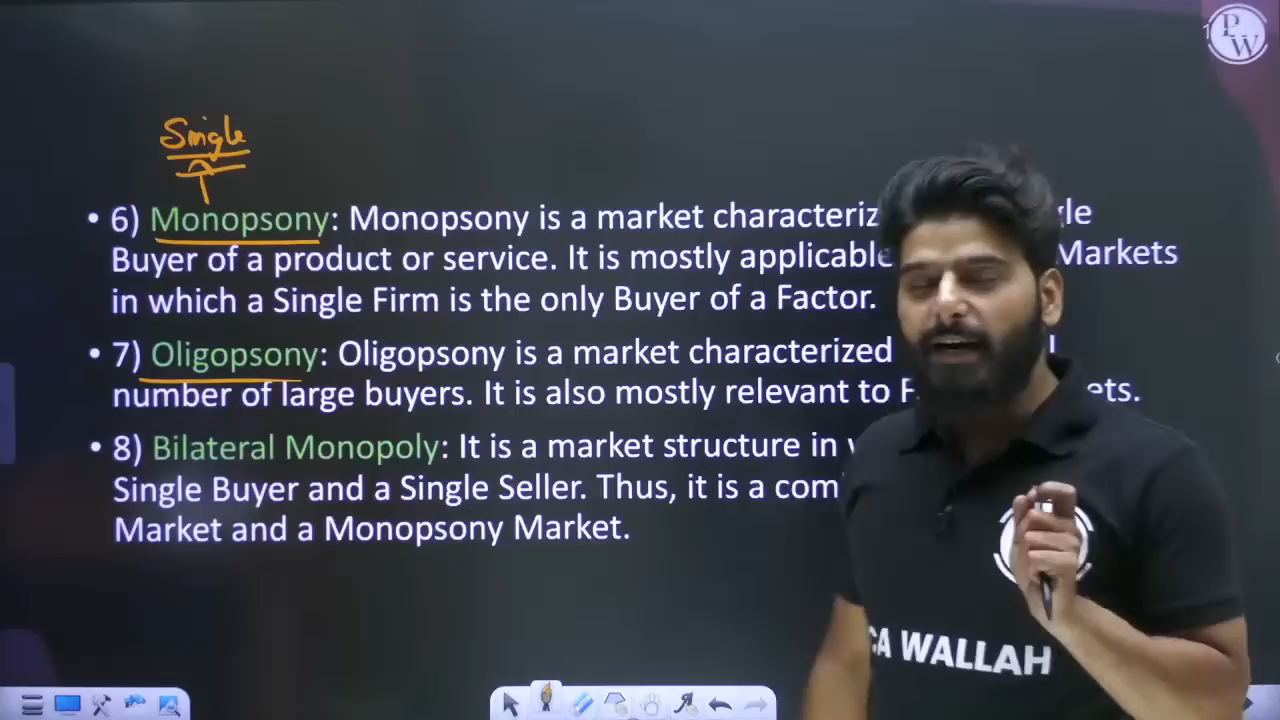 PW
Single
• 6) Monopsony: Monopsony is a market characteriz gle
Buyer of a product or service. It is mostly applicable Markets
in which a Single Firm is the only Buyer of a Factor.
• 7) Oligopsony: Oligopsony is a market characterized l
number of large buyers. It is also mostly relevant to F ets.
• 8) Bilateral Monopoly: It is a market structure in
Single Buyer and a Single Seller. Thus, it is a com
Market and a Monopsony Market.
CA WALLAH